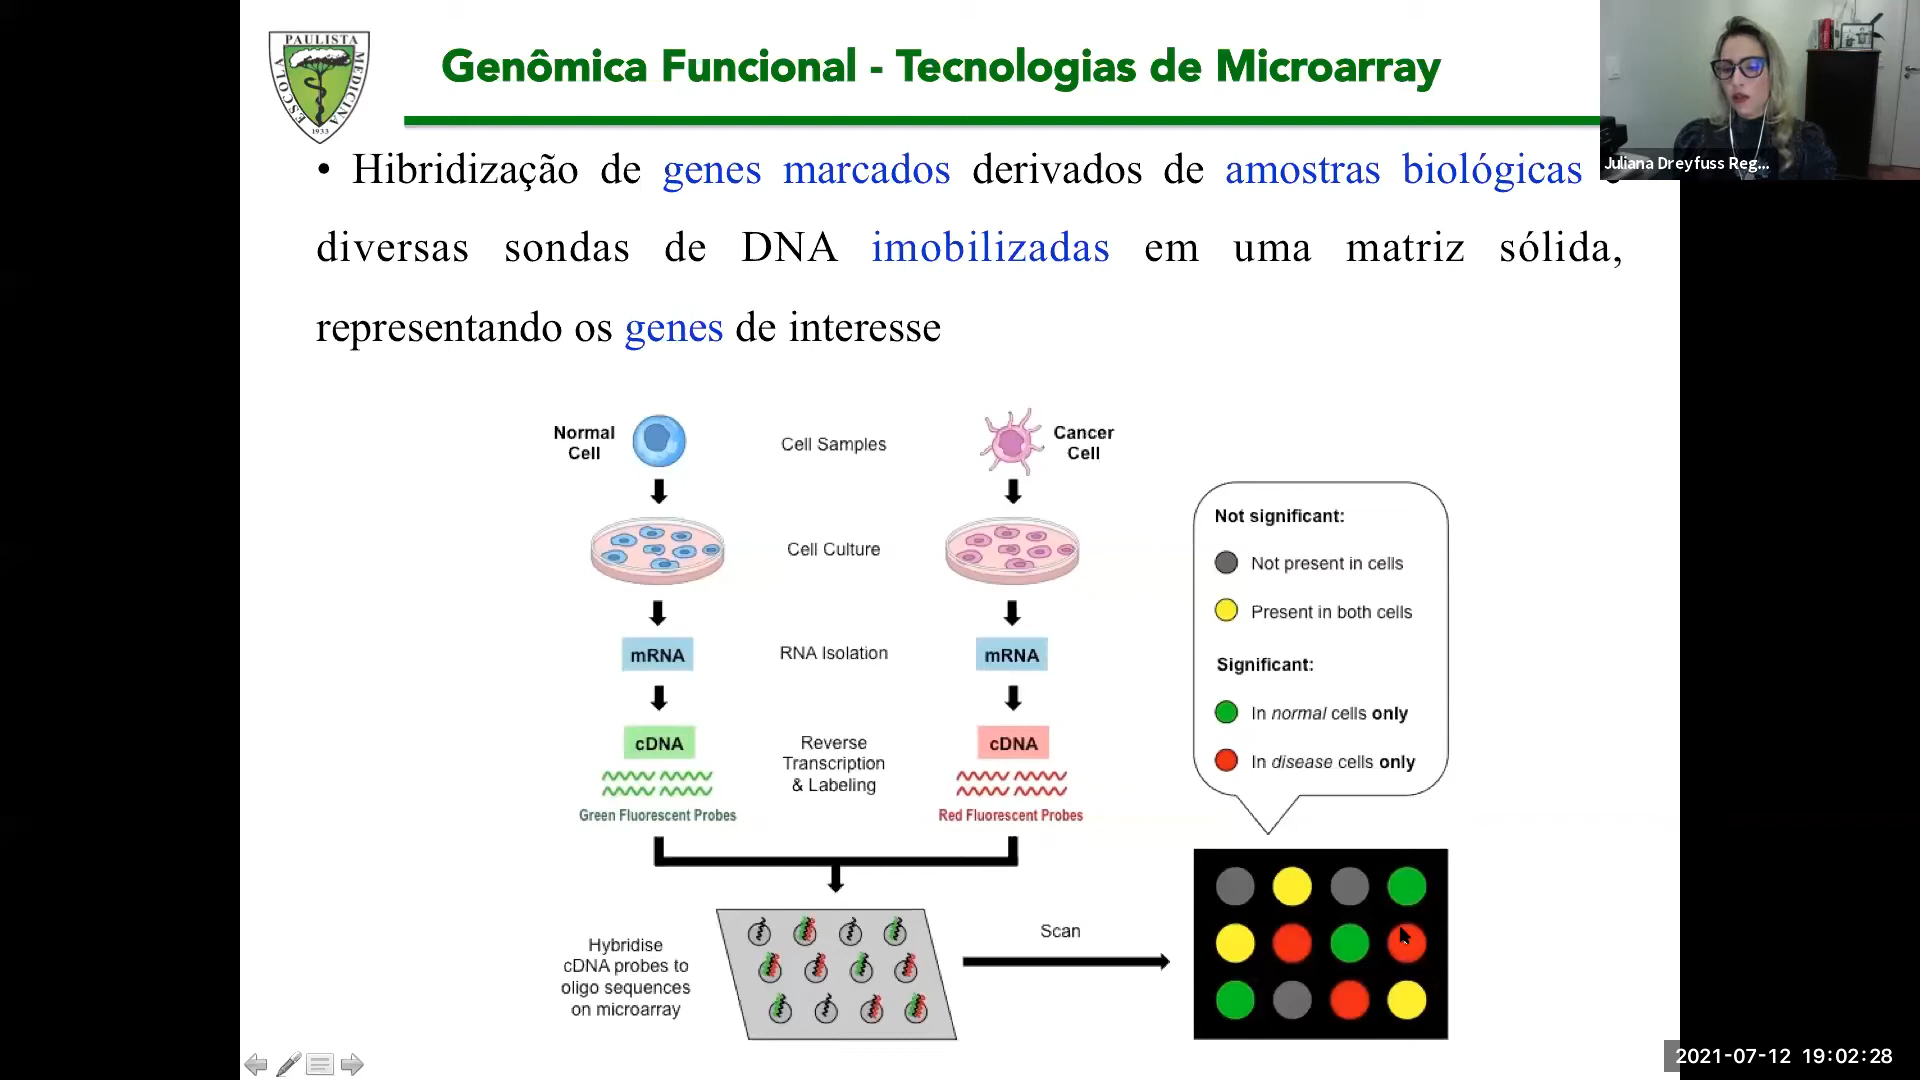 PAULISTA
ESCOLA
MEDICINA
1933
Genômica Funcional - Tecnologias de Microarray
Juliana Dreyfuss Reg...
• Hibridização de genes marcados derivados de amostras biológicas
diversas sondas de DNA imobilizadas em uma matriz sólida,
representando os genes de interesse
Normal
Cell
Cell Samples
Cancer
Cell
Cell Culture
mRNA
RNA Isolation
mRNA
cDNA
Reverse
Transcription
& Labeling
cDNA
Green Fluorescent Probes
Red Fluorescent Probes
Hybridise
cDNA probes to
oligo sequences
on microarray
Scan
Not significant:
Not present in cells
Present in both cells
Significant:
In normal cells only
In disease cells only
2021-07-12 19:02:28